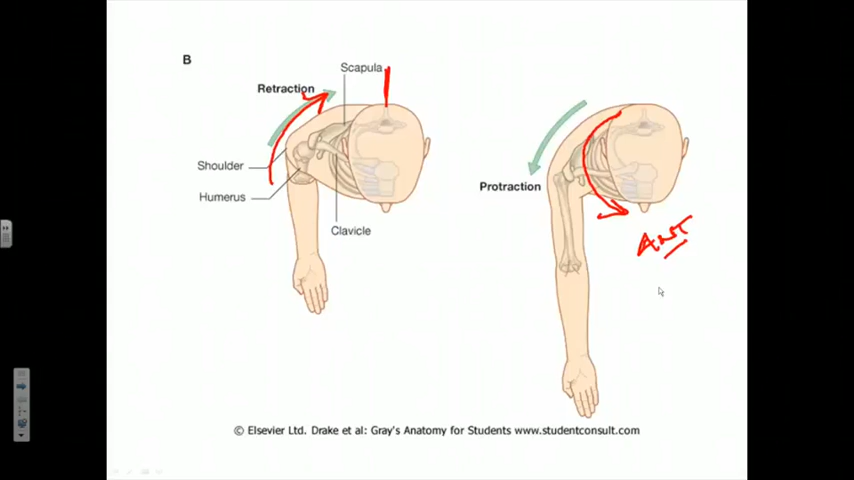 B
Scapula
Retraction
Shoulder
Humerus
Clavicle
Protraction
ANT
© Elsevier Ltd. Drake et al: Gray's Anatomy for Students www.studentconsult.com